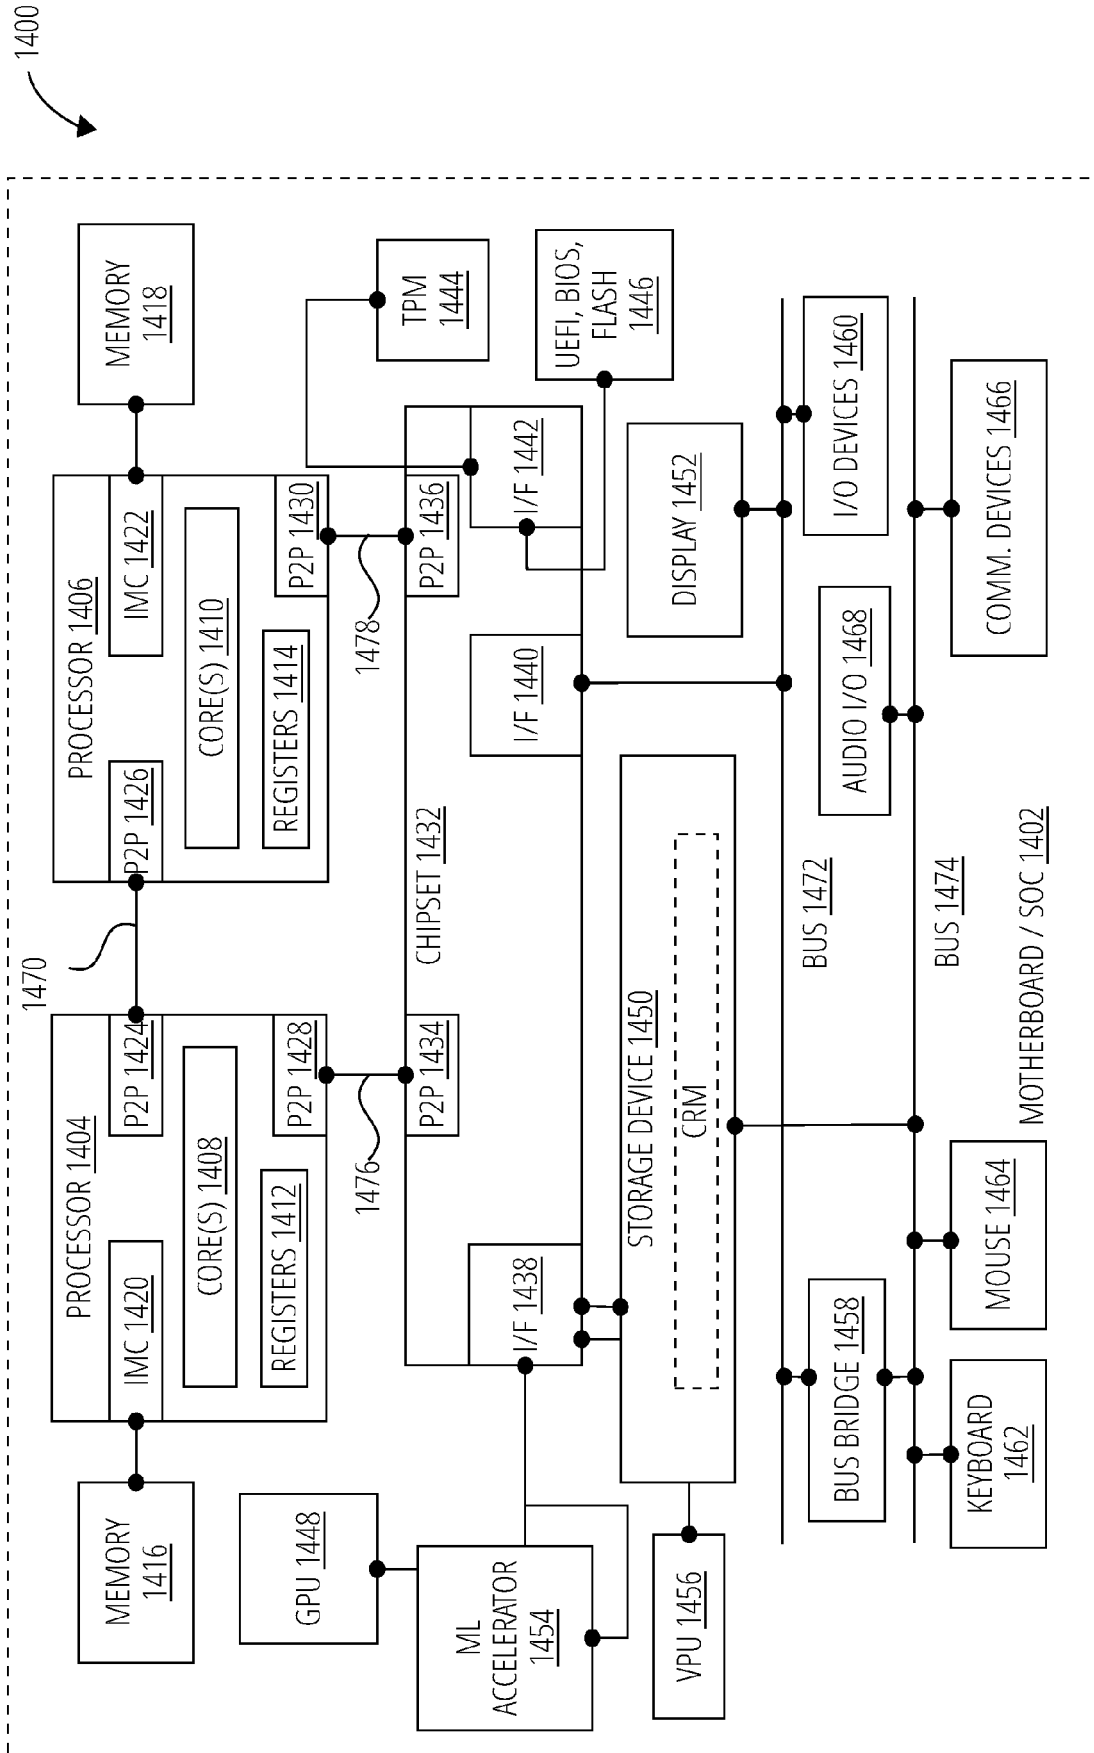 1400
MEMORY
1416
PROCESSOR 1404
IMC 1420
P2P 1424
CORE(S) 1408
REGISTERS 1412
P2P 1428
1470
PROCESSOR 1406
P2P 1426
IMC 1422
CORE(S) 1410
REGISTERS 1414
P2P 1430
MEMORY
1418
GPU 1448
1476
1478
TPM
1444
CHIPSET 1432
P2P 1434
P2P 1436
ML
ACCELERATOR
1454
I/F 1438
I/F 1440
I/F 1442
UEFI, BIOS,
FLASH
1446
VPU 1456
STORAGE DEVICE 1450
CRM
DISPLAY 1452
BUS BRIDGE 1458
BUS 1472
AUDIO I/O 1468
I/O DEVICES 1460
BUS 1474
KEYBOARD
1462
MOUSE 1464
COMM. DEVICES 1466
MOTHERBOARD / SOC 1402